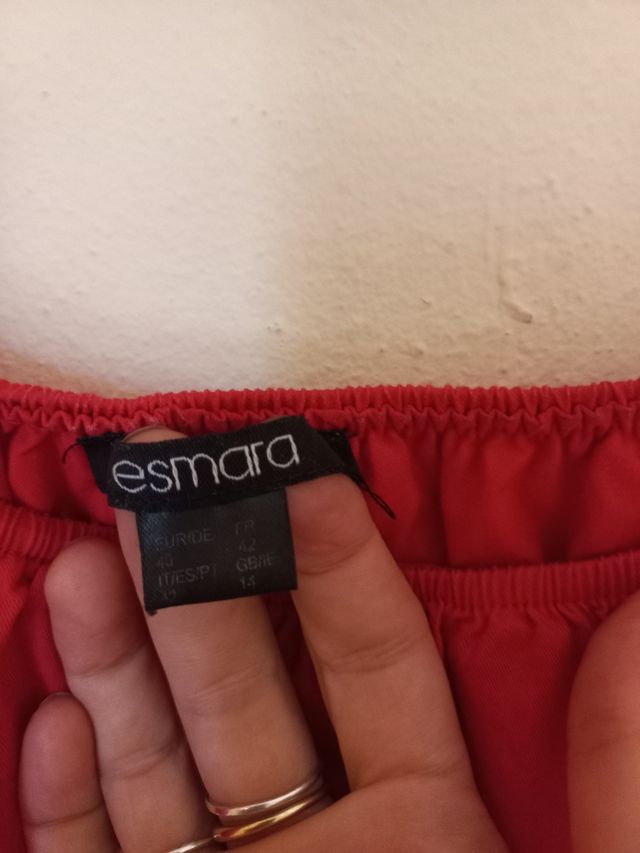 esmara
EUR/DE FR
40 42
IT/ES/PT GB/IE
14